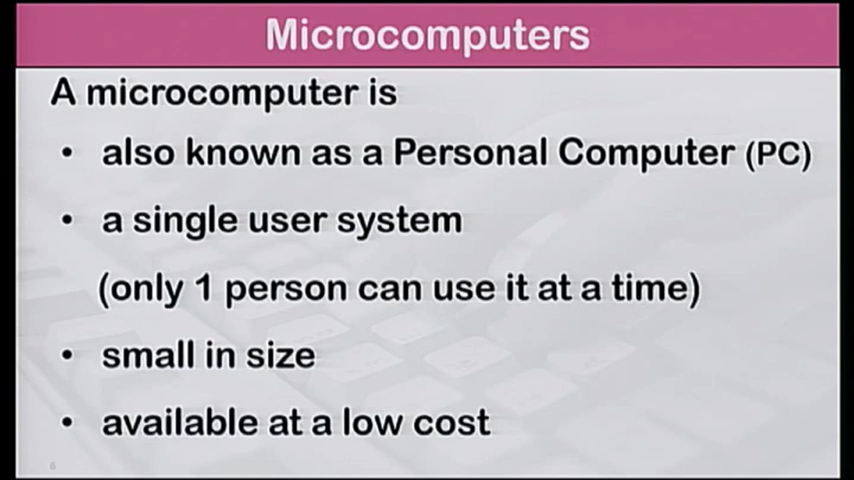 Microcomputers
A microcomputer is
• also known as a Personal Computer (PC)
• a single user system
(only 1 person can use it at a time)
• small in size
• available at a low cost
6